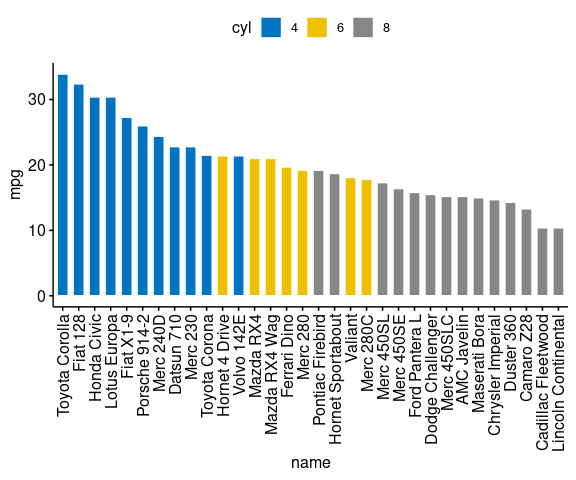 cyl 4 6 8
mpg
30
20
10
0
Toyota Corolla
Fiat 128
Honda Civic
Lotus Europa
Fiat X1-9
Porsche 914-2
Merc 240D
Datsun 710
Merc 230
Toyota Corona
Hornet 4 Drive
Volvo 142E
Mazda RX4
Mazda RX4 Wag
Ferrari Dino
Merc 280
Pontiac Firebird
Hornet Sportabout
Valiant
Merc 280C
Merc 450SL
Merc 450SE
Ford Pantera L
Dodge Challenger
Merc 450SLC
AMC Javelin
Maserati Bora
Chrysler Imperial
Duster 360
Camaro Z28
Cadillac Fleetwood
Lincoln Continental
name